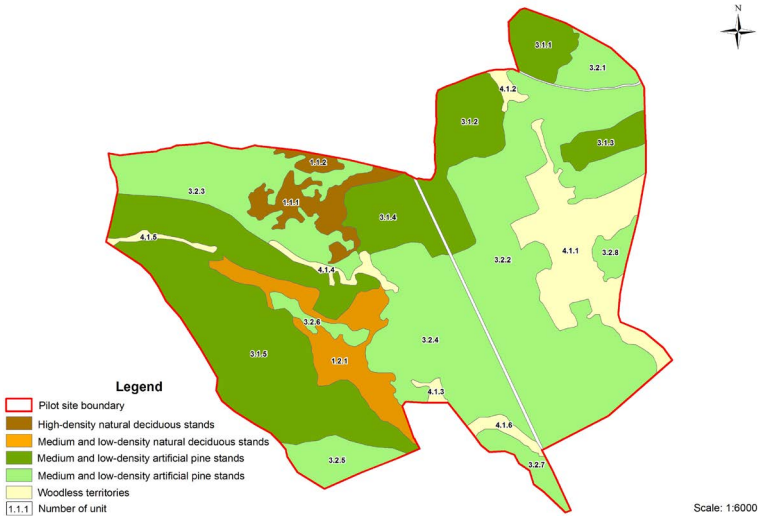 N
3.1.1
3.2.1
4.1.2
3.1.2
3.1.3
1.1.2
3.2.3
1.1.1
3.1.4
4.1.5
4.1.1
3.2.8
3.2.2
4.1.4
3.2.6
3.2.4
3.1.5
1.2.1
4.1.3
4.1.6
3.2.5
3.2.7
Legend
Pilot site boundary
High-density natural deciduous stands
Medium and low-density natural deciduous stands
Medium and low-density artificial pine stands
Medium and low-density artificial pine stands
Woodless territories
1.1.1 Number of unit
Scale: 1:6000